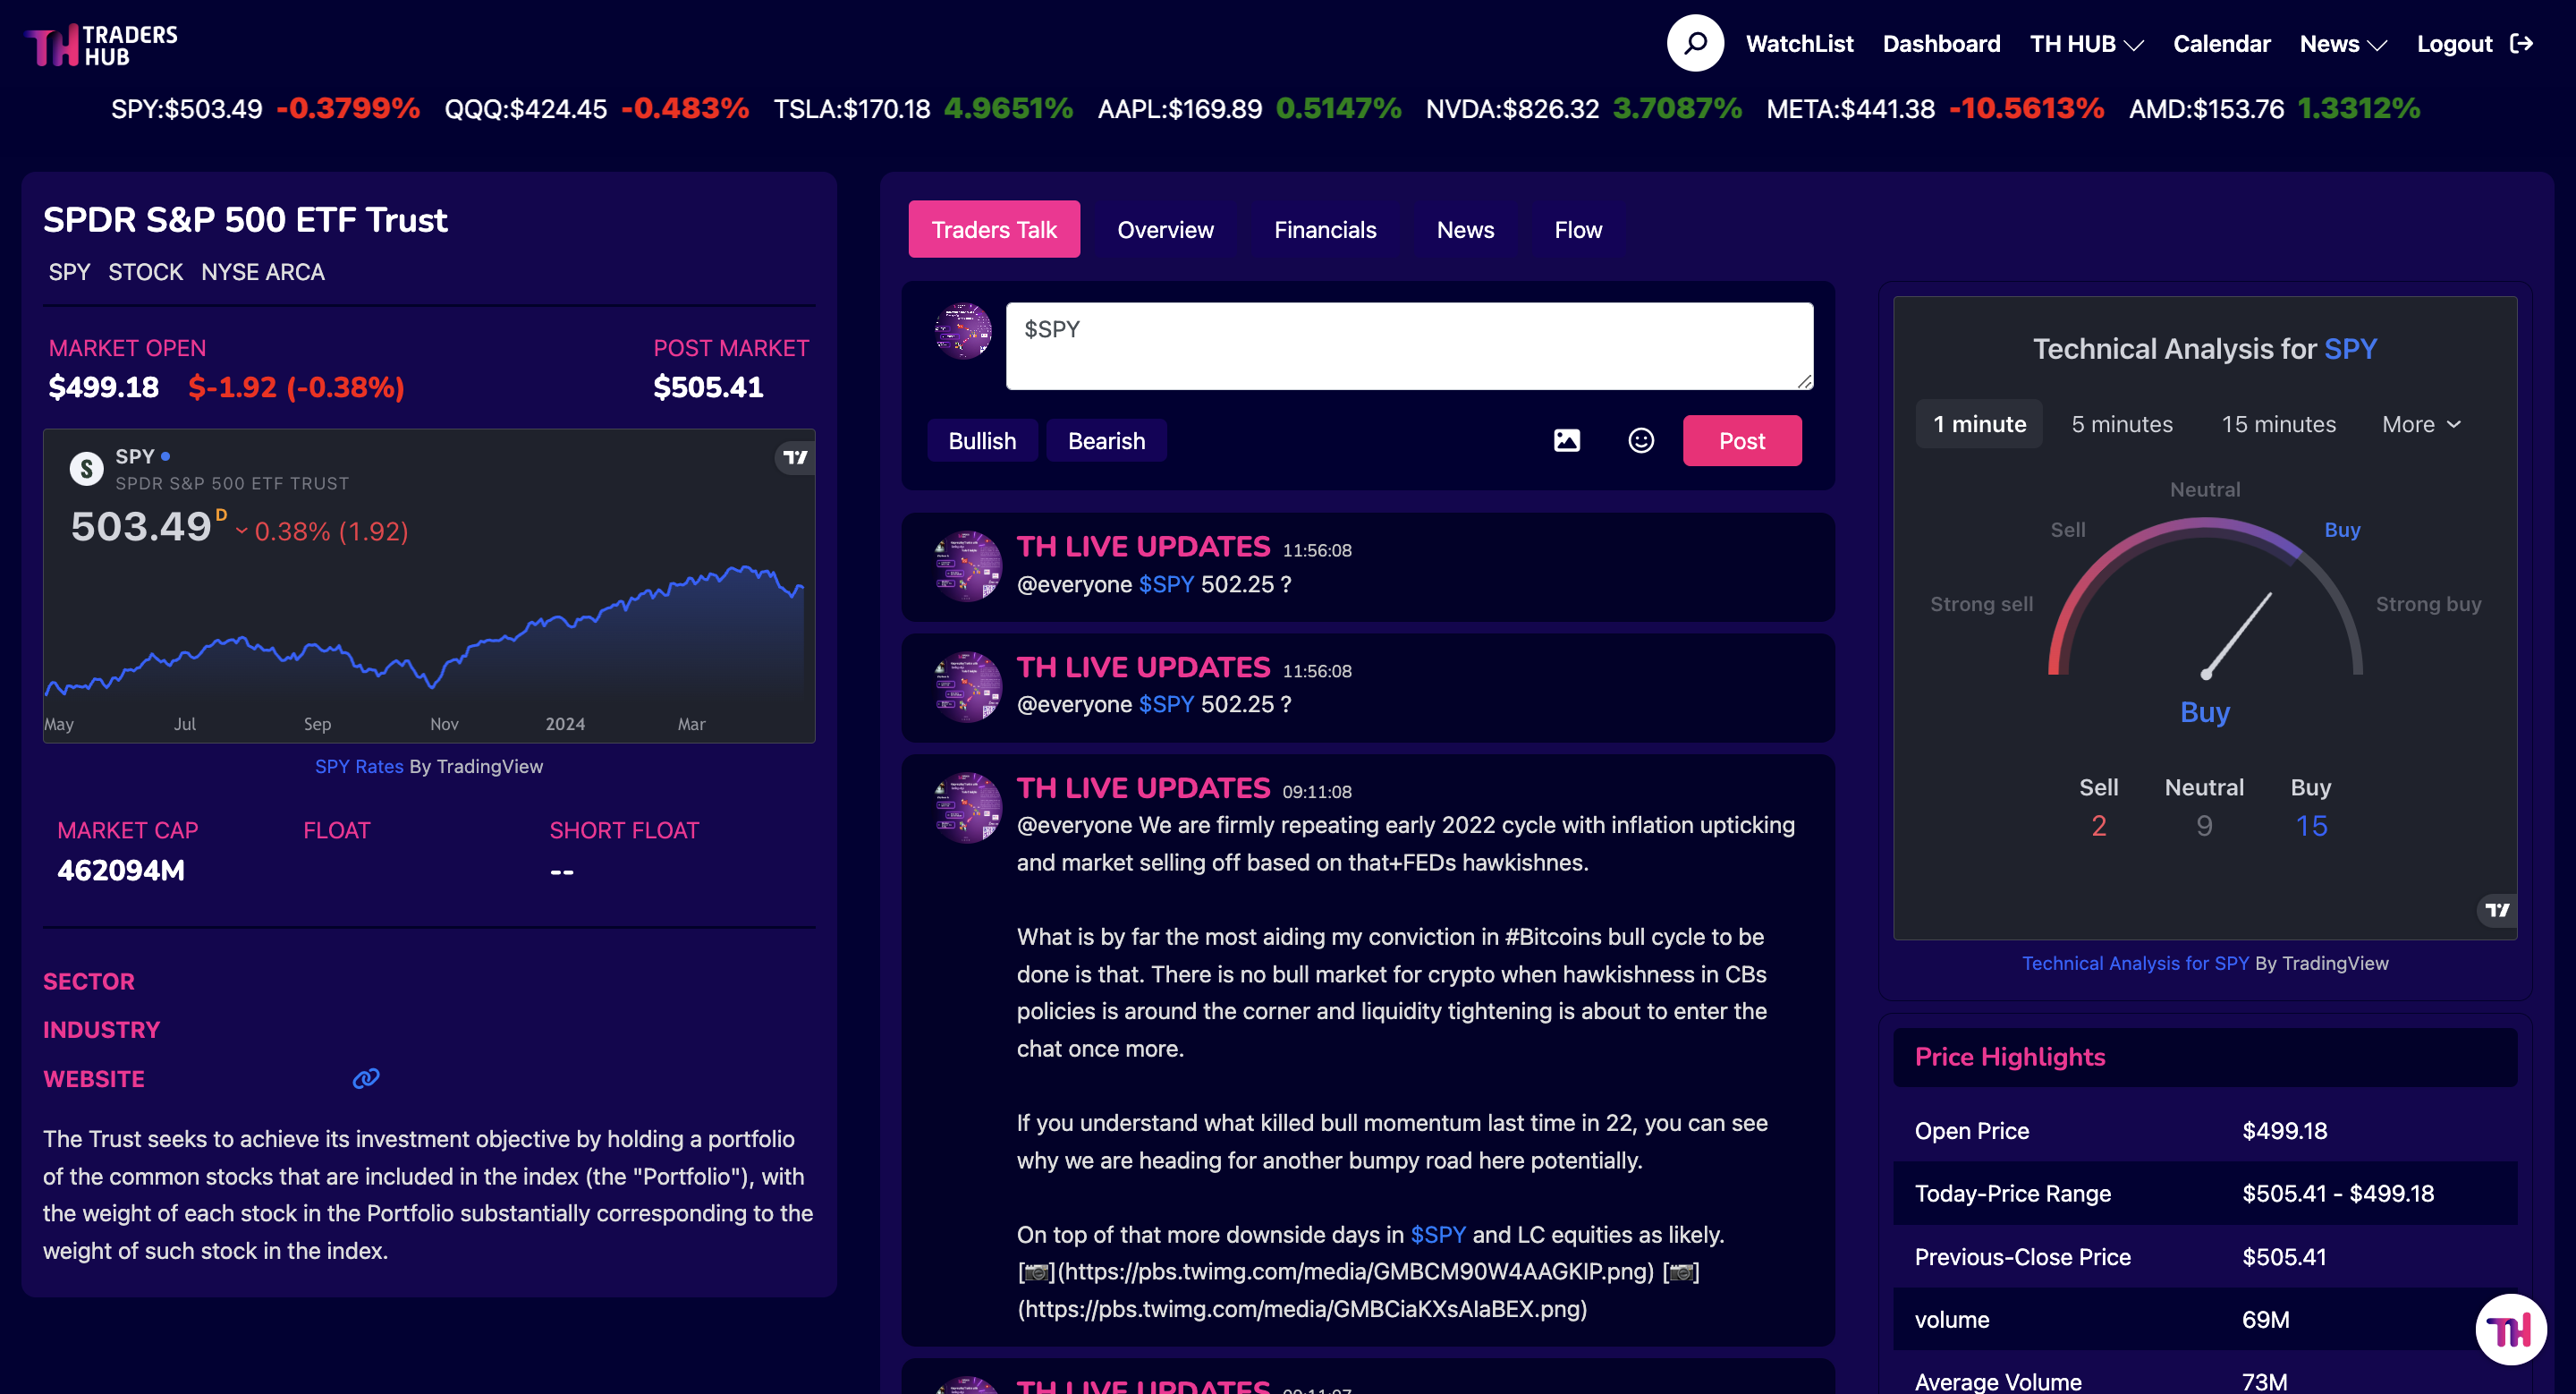 TH TRADERS HUB
WatchList Dashboard TH HUB Calendar News Logout
SPY:$503.49 -0.3799% QQQ:$424.45 -0.483% TSLA:$170.18 4.9651% AAPL:$169.89 0.5147% NVDA:$826.32 3.7087% META:$441.38 -10.5613% AMD:$153.76 1.3312%
SPDR S&P 500 ETF Trust
SPY STOCK NYSE ARCA
MARKET OPEN POST MARKET
$499.18 $-1.92 (-0.38%) $505.41
SPY
SPDR S&P 500 ETF TRUST
503.49 D 0.38% (1.92)
May Jul Sep Nov 2024 Mar
SPY Rates By TradingView
MARKET CAP FLOAT SHORT FLOAT
462094M --
SECTOR
INDUSTRY
WEBSITE
The Trust seeks to achieve its investment objective by holding a portfolio
of the common stocks that are included in the index (the "Portfolio"), with
the weight of each stock in the Portfolio substantially corresponding to the
weight of such stock in the index.
Traders Talk Overview Financials News Flow
$SPY
Bullish Bearish Post
TH LIVE UPDATES 11:56:08
@everyone $SPY 502.25 ?
TH LIVE UPDATES 11:56:08
@everyone $SPY 502.25 ?
TH LIVE UPDATES 09:11:08
@everyone We are firmly repeating early 2022 cycle with inflation upticking
and market selling off based on that+FEDs hawkishnes.
What is by far the most aiding my conviction in #Bitcoins bull cycle to be
done is that. There is no bull market for crypto when hawkishness in CBs
policies is around the corner and liquidity tightening is about to enter the
chat once more.
If you understand what killed bull momentum last time in 22, you can see
why we are heading for another bumpy road here potentially.
On top of that more downside days in $SPY and LC equities as likely.
[📷](https://pbs.twimg.com/media/GMBCM90W4AAGKIP.png) [📷]
(https://pbs.twimg.com/media/GMBCiaKXsAIaBEX.png)
TH LIVE UPDATES 09:11:07
Technical Analysis for SPY
1 minute 5 minutes 15 minutes More
Neutral
Sell Buy
Strong sell Strong buy
Buy
Sell Neutral Buy
2 9 15
Technical Analysis for SPY By TradingView
Price Highlights
Open Price $499.18
Today-Price Range $505.41 - $499.18
Previous-Close Price $505.41
volume 69M
Average Volume 73M
TH